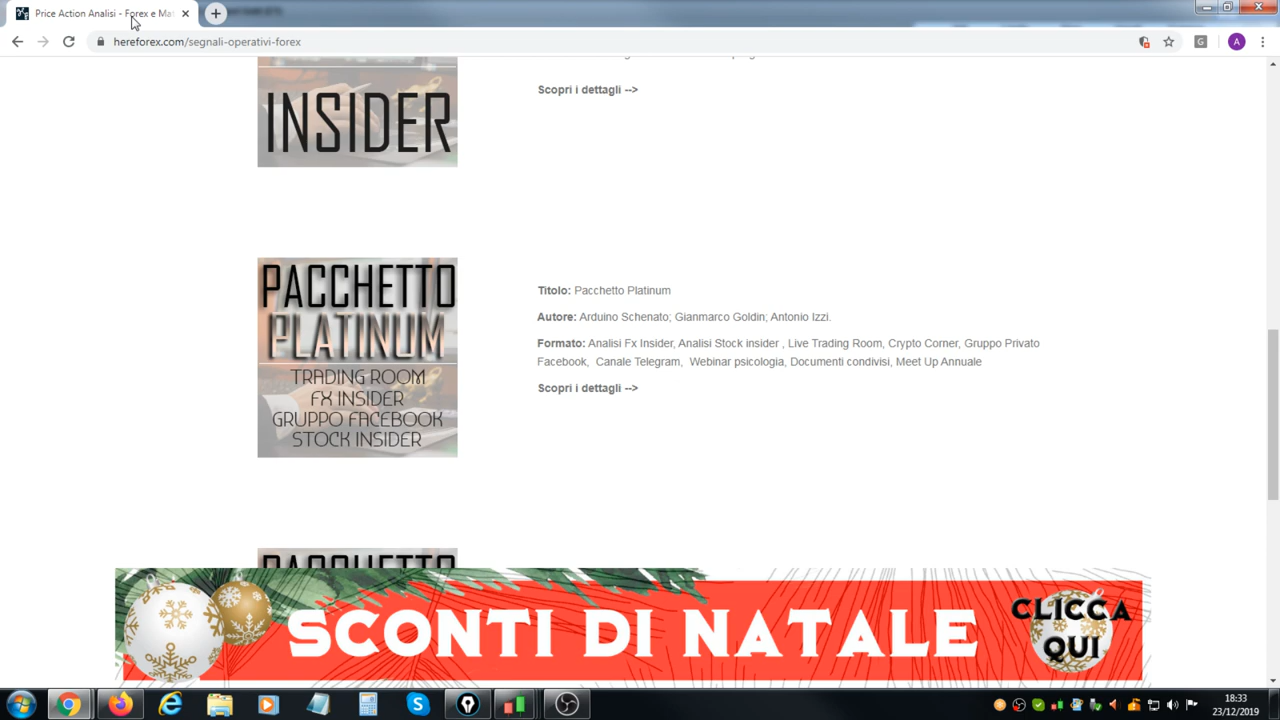 Price Action Analisi - Forex e Ma
hereforex.com/segnali-operativi-forex
G
A
INSIDER
Scopri i dettagli -->
PACCHETTO
PLATINUM
TRADING ROOM
FX INSIDER
GRUPPO FACEBOOK
STOCK INSIDER
Titolo: Pacchetto Platinum
Autore: Arduino Schenato; Gianmarco Goldin; Antonio Izzi.
Formato: Analisi Fx Insider, Analisi Stock insider , Live Trading Room, Crypto Corner, Gruppo Privato
Facebook, Canale Telegram, Webinar psicologia, Documenti condivisi, Meet Up Annuale
Scopri i dettagli -->
PACCHETTO
SCONTI DI NATALE
CLICCA
QUI
18:33
23/12/2019